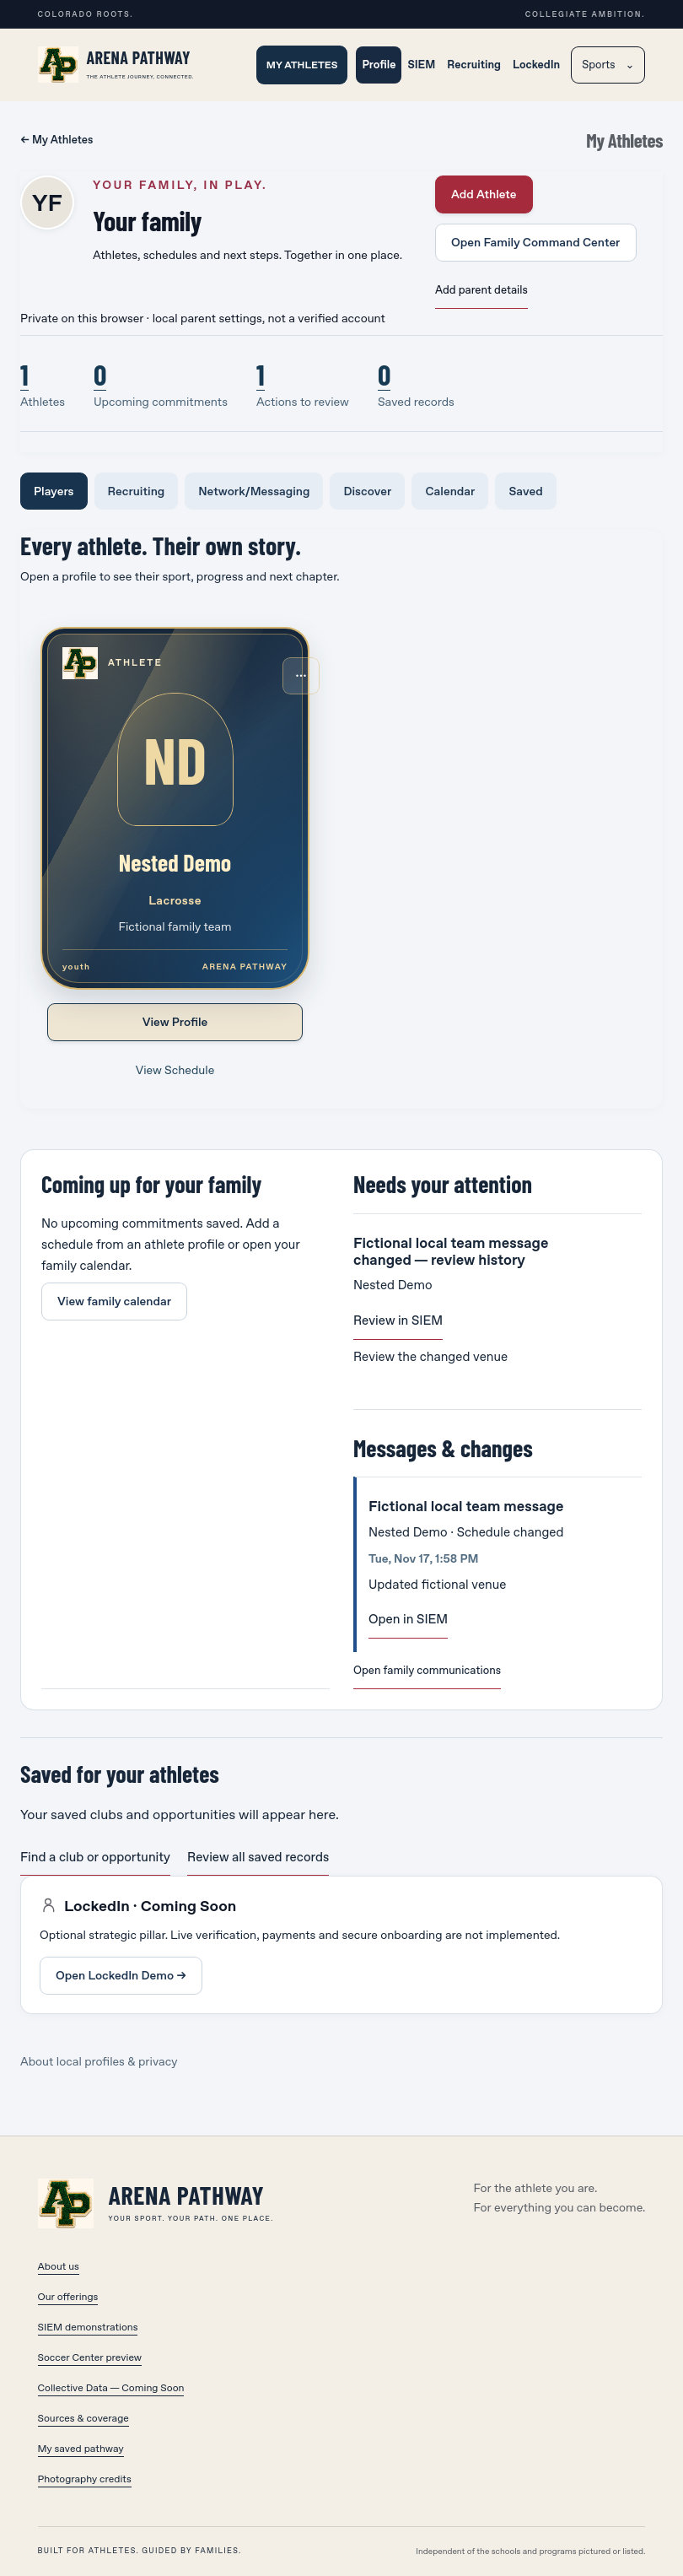 COLORADO ROOTS.
COLLEGIATE AMBITION.
AP
ARENA PATHWAY
THE ATHLETE JOURNEY, CONNECTED.
MY ATHLETES
Profile
SIEM
Recruiting
LockedIn
Sports
← My Athletes
My Athletes
YF
YOUR FAMILY, IN PLAY.
Your family
Athletes, schedules and next steps. Together in one place.
Add Athlete
Open Family Command Center
Add parent details
Private on this browser · local parent settings, not a verified account
1
Athletes
0
Upcoming commitments
1
Actions to review
0
Saved records
Players
Recruiting
Network/Messaging
Discover
Calendar
Saved
Every athlete. Their own story.
Open a profile to see their sport, progress and next chapter.
AP
ATHLETE
...
ND
Nested Demo
Lacrosse
Fictional family team
youth
ARENA PATHWAY
View Profile
View Schedule
Coming up for your family
No upcoming commitments saved. Add a
schedule from an athlete profile or open your
family calendar.
View family calendar
Needs your attention
Fictional local team message
changed — review history
Nested Demo
Review in SIEM
Review the changed venue
Messages & changes
Fictional local team message
Nested Demo · Schedule changed
Tue, Nov 17, 1:58 PM
Updated fictional venue
Open in SIEM
Open family communications
Saved for your athletes
Your saved clubs and opportunities will appear here.
Find a club or opportunity
Review all saved records
LockedIn · Coming Soon
Optional strategic pillar. Live verification, payments and secure onboarding are not implemented.
Open LockedIn Demo →
About local profiles & privacy
AP
ARENA PATHWAY
YOUR SPORT. YOUR PATH. ONE PLACE.
For the athlete you are.
For everything you can become.
About us
Our offerings
SIEM demonstrations
Soccer Center preview
Collective Data — Coming Soon
Sources & coverage
My saved pathway
Photography credits
BUILT FOR ATHLETES. GUIDED BY FAMILIES.
Independent of the schools and programs pictured or listed.